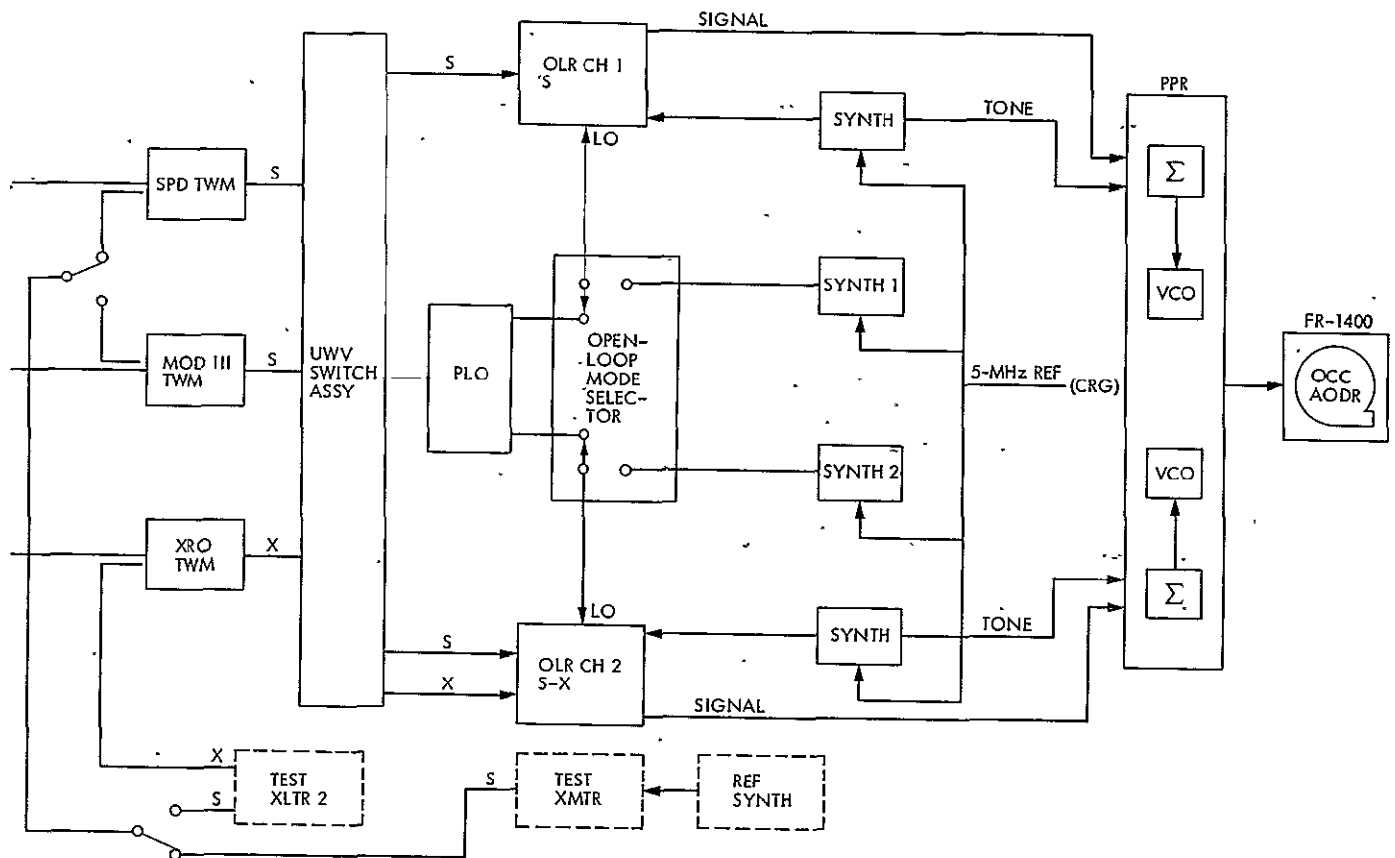 SIGNAL
S
OLR CH 1
S
LO
SYNTH
TONE
PPR
Σ
VCO
SPD TWM
S
MOD III
TWM
S
UWV
SWITCH
ASSY
PLO
OPEN-
LOOP
MODE
SELEC-
TOR
SYNTH 1
5-MHz REF (CRG)
SYNTH 2
FR-1400
OCC
AODR
XRO
TWM
X
VCO
Σ
LO
S
X
OLR CH 2
S-X
SYNTH
TONE
SIGNAL
X
S
TEST
XLTR 2
S
TEST
XMTR
REF
SYNTH